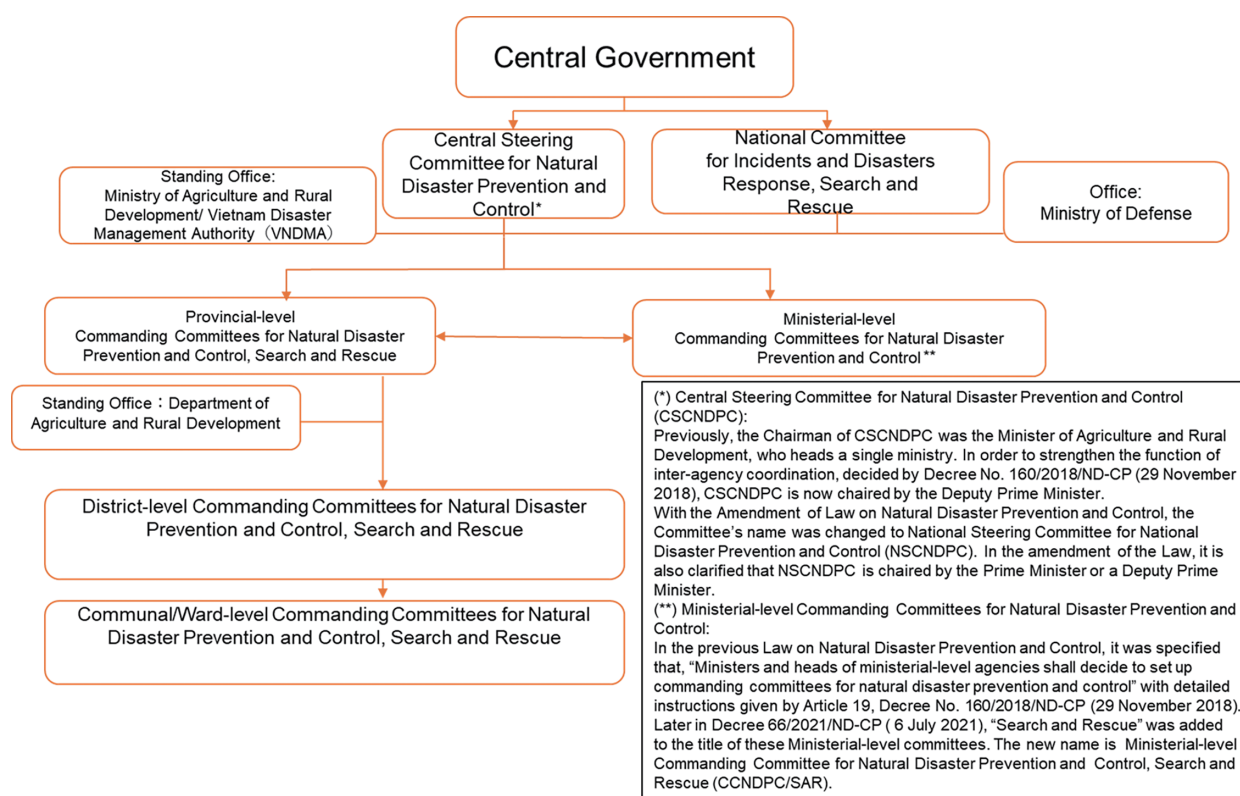 Central Government
Central Steering
Committee for Natural
Disaster Prevention and
Control*
National Committee
for Incidents and Disasters
Response, Search and
Rescue
Standing Office:
Ministry of Agriculture and Rural
Development/ Vietnam Disaster
Management Authority（VNDMA）
Office:
Ministry of Defense
Provincial-level
Commanding Committees for Natural Disaster
Prevention and Control, Search and Rescue
Ministerial-level
Commanding Committees for Natural Disaster
Prevention and Control**
Standing Office：Department of
Agriculture and Rural Development
District-level Commanding Committees for Natural Disaster
Prevention and Control, Search and Rescue
Communal/Ward-level Commanding Committees for Natural
Disaster Prevention and Control, Search and Rescue
(*) Central Steering Committee for Natural Disaster Prevention and Control
(CSCNDPC):
Previously, the Chairman of CSCNDPC was the Minister of Agriculture and Rural
Development, who heads a single ministry. In order to strengthen the function of
inter-agency coordination, decided by Decree No. 160/2018/ND-CP (29 November
2018), CSCNDPC is now chaired by the Deputy Prime Minister.
With the Amendment of Law on Natural Disaster Prevention and Control, the
Committee’s name was changed to National Steering Committee for National
Disaster Prevention and Control (NSCNDPC). In the amendment of the Law, it is
also clarified that NSCNDPC is chaired by the Prime Minister or a Deputy Prime
Minister.
(**) Ministerial-level Commanding Committees for Natural Disaster Prevention and
Control:
In the previous Law on Natural Disaster Prevention and Control, it was specified
that, “Ministers and heads of ministerial-level agencies shall decide to set up
commanding committees for natural disaster prevention and control” with detailed
instructions given by Article 19, Decree No. 160/2018/ND-CP (29 November 2018).
Later in Decree 66/2021/ND-CP ( 6 July 2021), “Search and Rescue” was added
to the title of these Ministerial-level committees. The new name is Ministerial-level
Commanding Committee for Natural Disaster Prevention and Control, Search and
Rescue (CCNDPC/SAR).